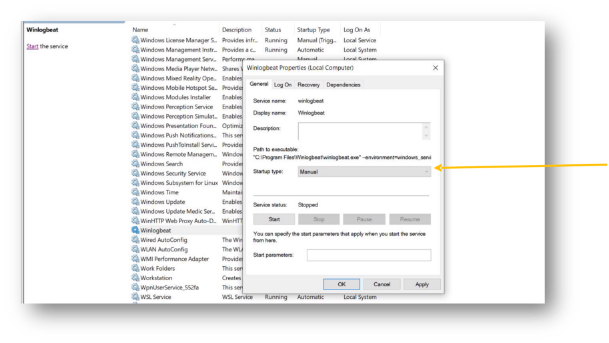 Winlogbeat
Start the service
Name Description Status Startup Type Log On As
Windows License Manager S... Provides infr... Running Manual (Trigg... Local Service
Windows Management Instr... Provides a c... Running Automatic Local System
Windows Management Serv... Performs ma... Manual Local System
Windows Media Player Netw... Shares
Windows Mixed Reality Ope... Enables
Windows Mobile Hotspot Se... Provides
Windows Modules Installer Enables
Windows Perception Service Enables
Windows Perception Simulat... Enables
Windows Presentation Foun... Optimiz
Windows Push Notifications... This ser
Windows PushToInstall Servi... Provides
Windows Remote Managem... Window
Windows Search Provides
Windows Security Service Window
Windows Subsystem for Linux Window
Windows Time Maintai
Windows Update Enables
Windows Update Medic Ser... Enables
WinHTTP Web Proxy Auto-D... WinHTT
Winlogbeat
Wired AutoConfig The Wir
WLAN AutoConfig The WLA
WMI Performance Adapter Provides
Work Folders This ser
Workstation Creates
WpnUserService_552fa This ser
WSL Service WSL Service Running Automatic Local System
Winlogbeat Properties (Local Computer)
General Log On Recovery Dependencies
Service name: winlogbeat
Display name: Winlogbeat
Description:
Path to executable:
"C:\Program Files\Winlogbeat\winlogbeat.exe" --environment=windows_servi
Startup type: Manual
Service status: Stopped
Start Stop Pause Resume
You can specify the start parameters that apply when you start the service
from here.
Start parameters:
OK Cancel Apply